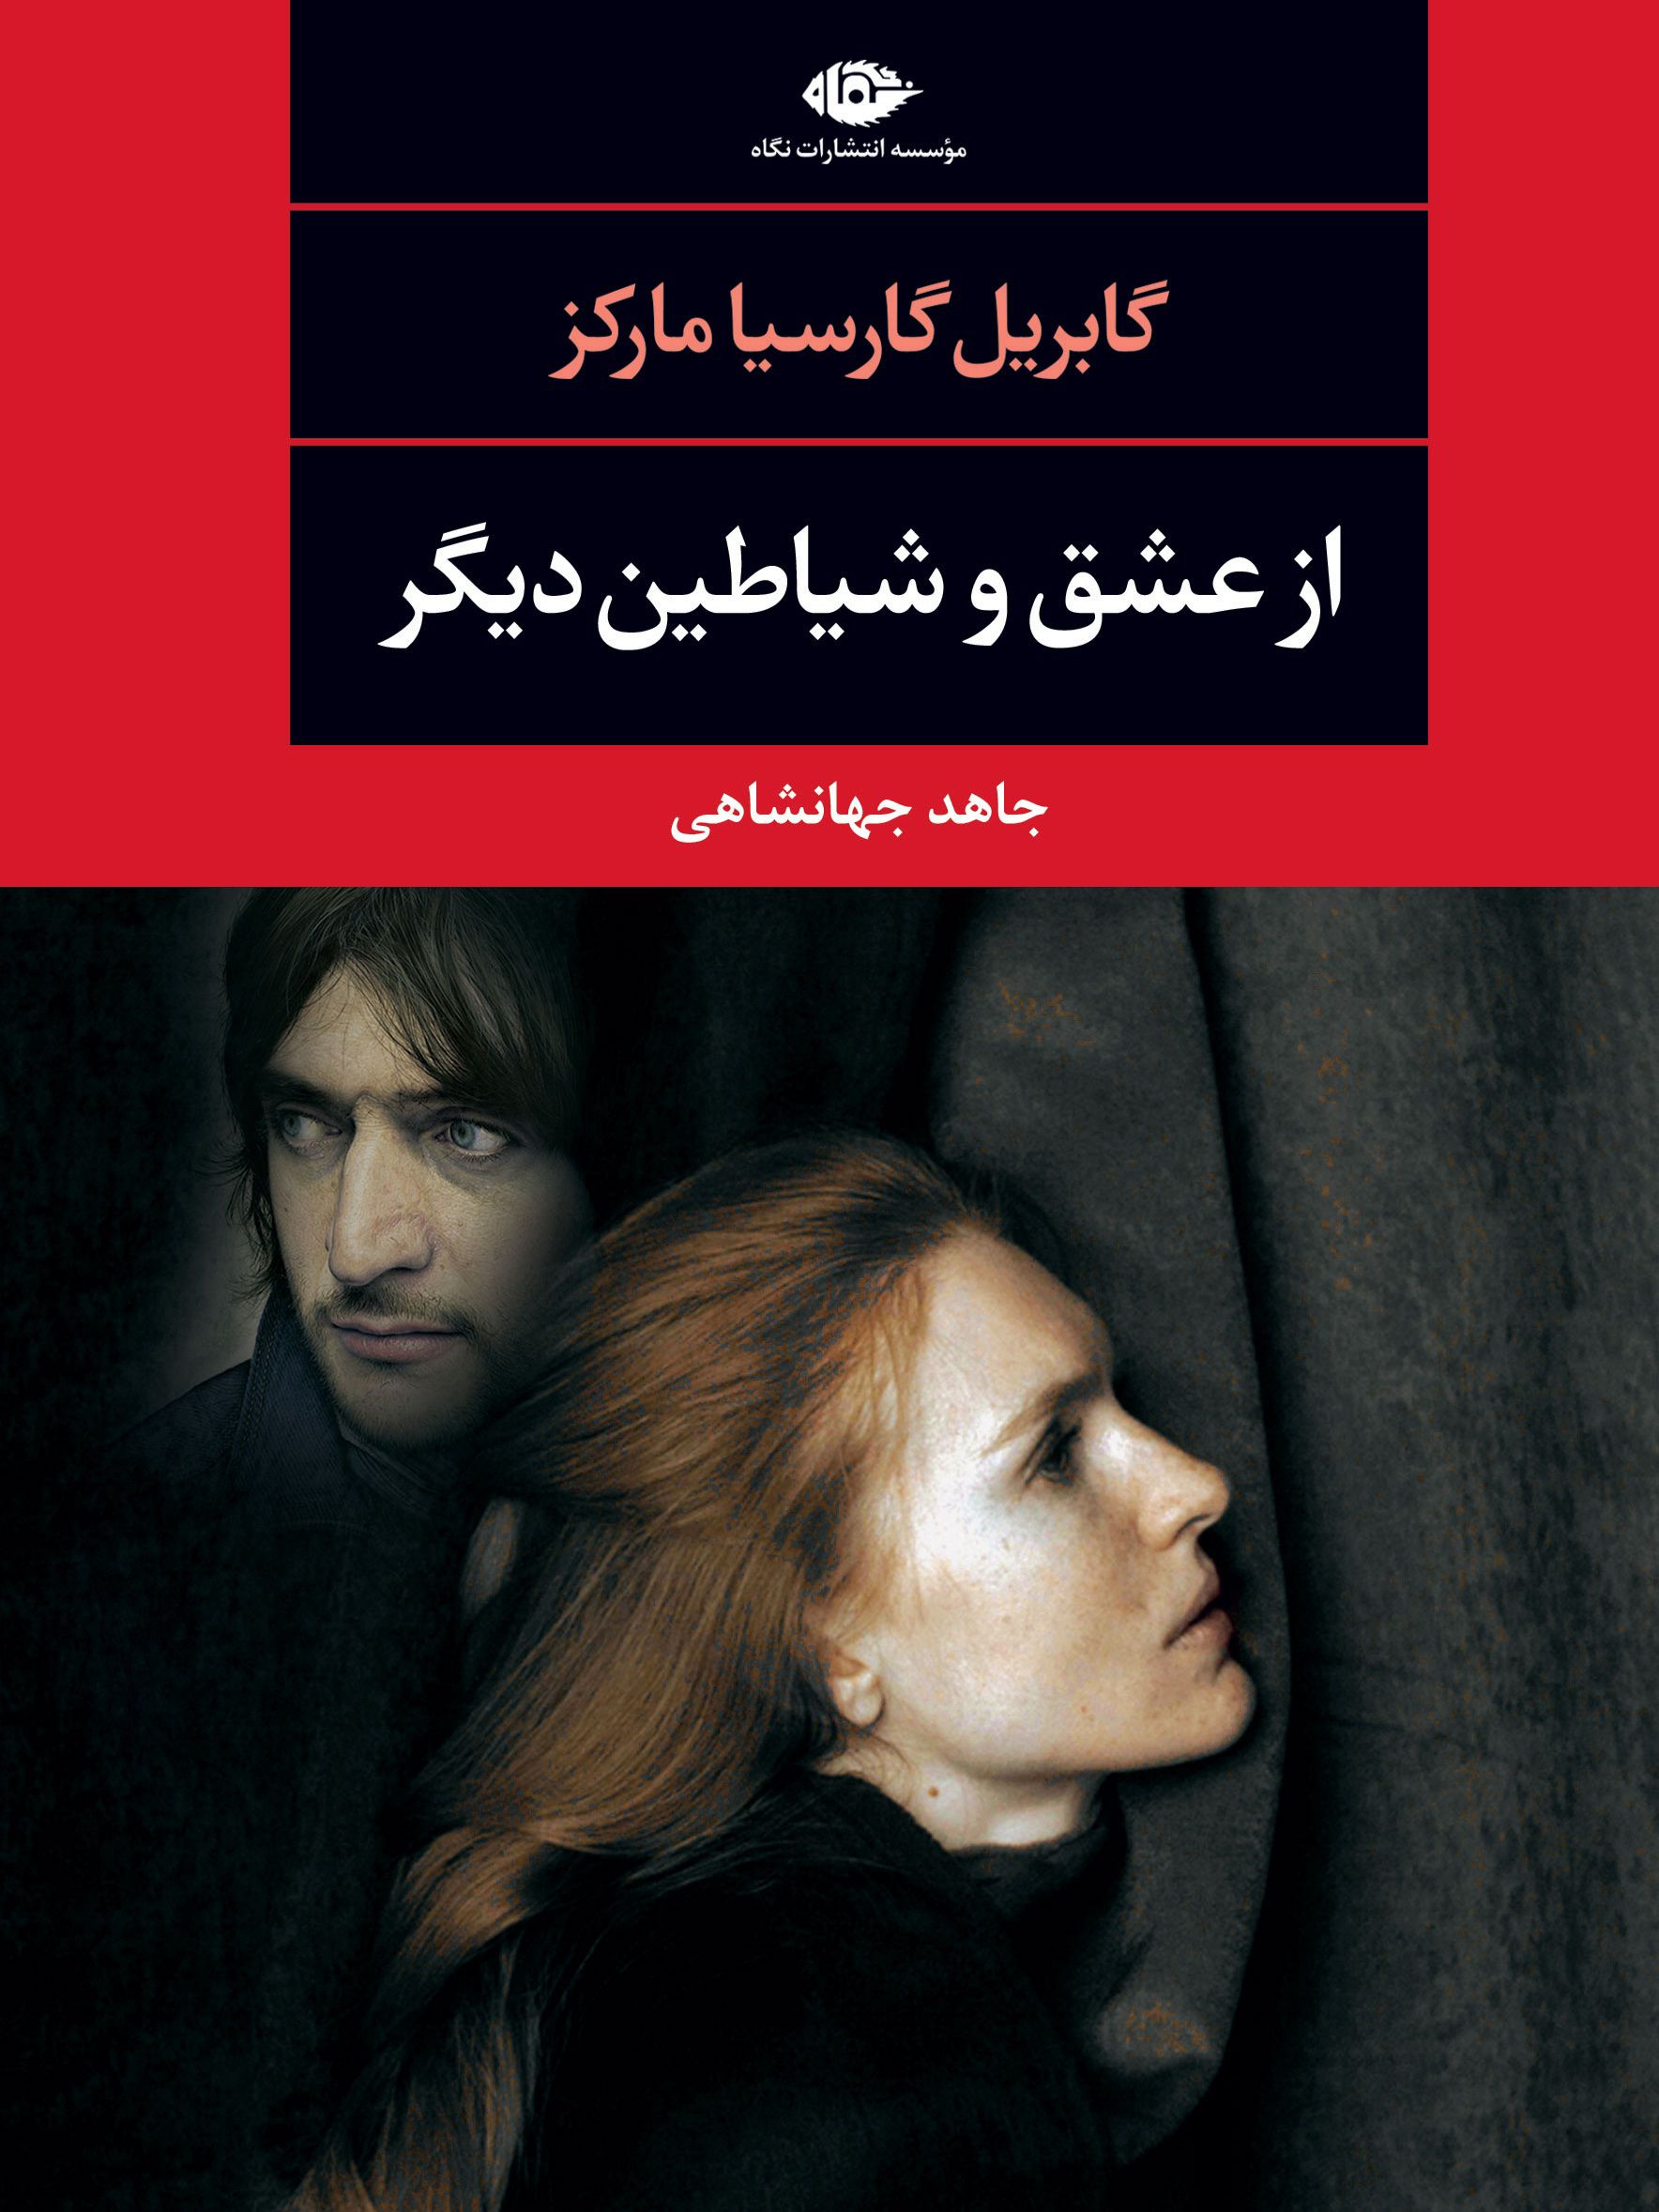 نگاه
مؤسسه انتشارات نگاه
گابریل گارسیا مارکز
از عشق و شیاطین دیگر
جاهد جهانشاهی